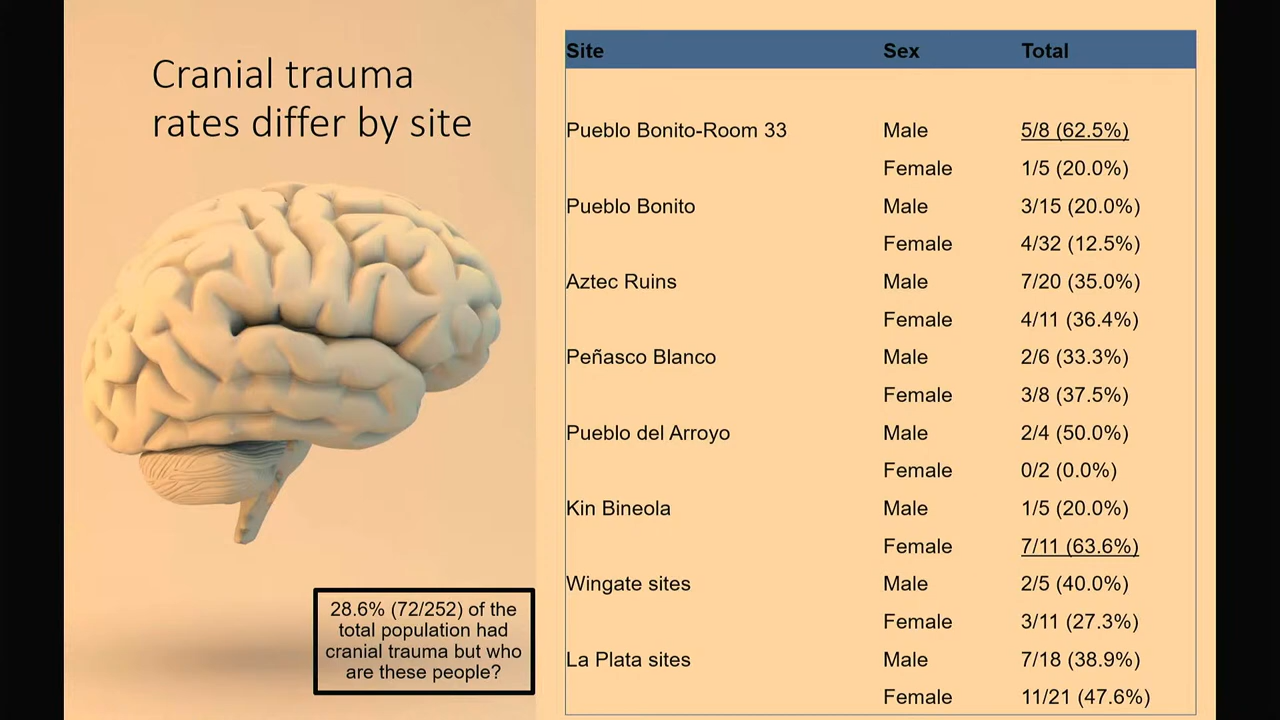 Cranial trauma
rates differ by site
28.6% (72/252) of the
total population had
cranial trauma but who
are these people?
Site Sex Total
Pueblo Bonito-Room 33 Male 5/8 (62.5%)
Female 1/5 (20.0%)
Pueblo Bonito Male 3/15 (20.0%)
Female 4/32 (12.5%)
Aztec Ruins Male 7/20 (35.0%)
Female 4/11 (36.4%)
Peñasco Blanco Male 2/6 (33.3%)
Female 3/8 (37.5%)
Pueblo del Arroyo Male 2/4 (50.0%)
Female 0/2 (0.0%)
Kin Bineola Male 1/5 (20.0%)
Female 7/11 (63.6%)
Wingate sites Male 2/5 (40.0%)
Female 3/11 (27.3%)
La Plata sites Male 7/18 (38.9%)
Female 11/21 (47.6%)